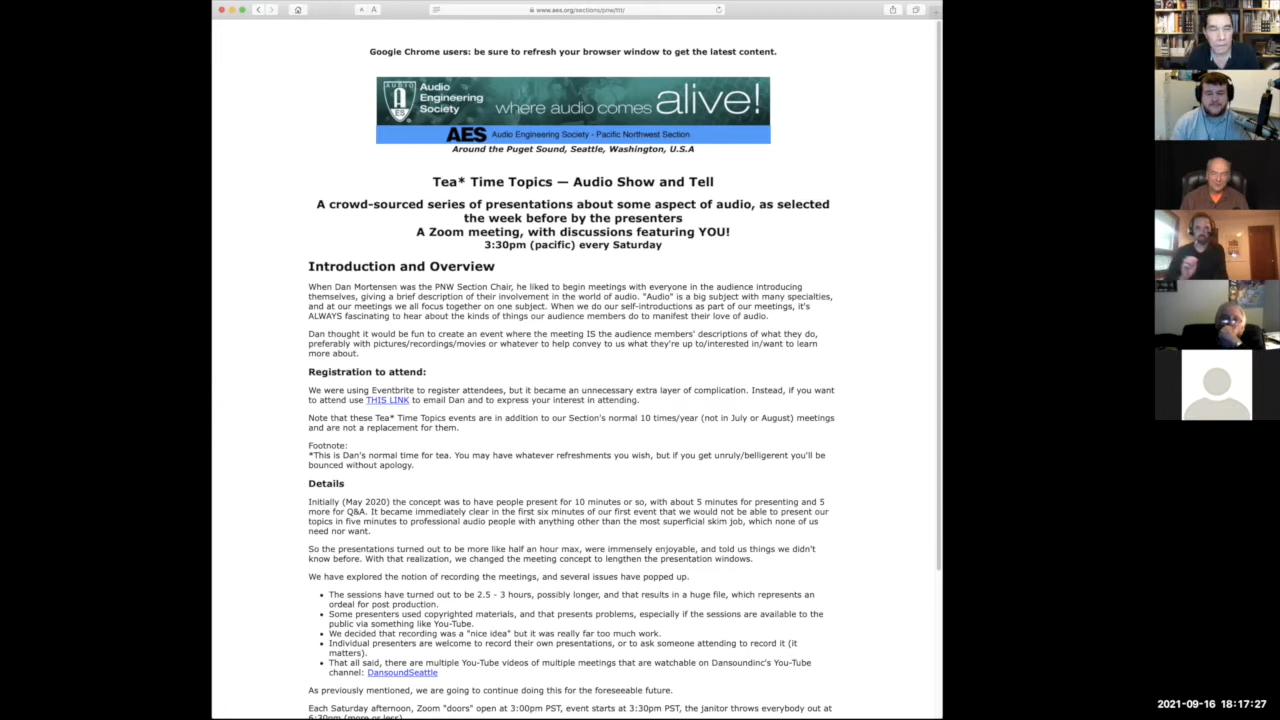 www.aes.org/sections/pnw/ttt/
Google Chrome users: be sure to refresh your browser window to get the latest content.
AUDIO
AES
Audio
Engineering
Society
where audio comes alive!
AES Audio Engineering Society - Pacific Northwest Section
Around the Puget Sound, Seattle, Washington, U.S.A
Tea* Time Topics — Audio Show and Tell
A crowd-sourced series of presentations about some aspect of audio, as selected
the week before by the presenters
A Zoom meeting, with discussions featuring YOU!
3:30pm (pacific) every Saturday
Introduction and Overview
When Dan Mortensen was the PNW Section Chair, he liked to begin meetings with everyone in the audience introducing
themselves, giving a brief description of their involvement in the world of audio. "Audio" is a big subject with many specialties,
and at our meetings we all focus together on one subject. When we do our self-introductions as part of our meetings, it's
ALWAYS fascinating to hear about the kinds of things our audience members do to manifest their love of audio.
Dan thought it would be fun to create an event where the meeting IS the audience members' descriptions of what they do,
preferably with pictures/recordings/movies or whatever to help convey to us what they're up to/interested in/want to learn
more about.
Registration to attend:
We were using Eventbrite to register attendees, but it became an unnecessary extra layer of complication. Instead, if you want
to attend use THIS LINK to email Dan and to express your interest in attending.
Note that these Tea* Time Topics events are in addition to our Section's normal 10 times/year (not in July or August) meetings
and are not a replacement for them.
Footnote:
*This is Dan's normal time for tea. You may have whatever refreshments you wish, but if you get unruly/belligerent you'll be
bounced without apology.
Details
Initially (May 2020) the concept was to have people present for 10 minutes or so, with about 5 minutes for presenting and 5
more for Q&A. It became immediately clear in the first six minutes of our first event that we would not be able to present our
topics in five minutes to professional audio people with anything other than the most superficial skim job, which none of us
need nor want.
So the presentations turned out to be more like half an hour max, were immensely enjoyable, and told us things we didn't
know before. With that realization, we changed the meeting concept to lengthen the presentation windows.
We have explored the notion of recording the meetings, and several issues have popped up.
• The sessions have turned out to be 2.5 - 3 hours, possibly longer, and that results in a huge file, which represents an
ordeal for post production.
• Some presenters used copyrighted materials, and that presents problems, especially if the sessions are available to the
public via something like You-Tube.
• We decided that recording was a "nice idea" but it was really far too much work.
• Individual presenters are welcome to record their own presentations, or to ask someone attending to record it (it
matters).
• That all said, there are multiple You-Tube videos of multiple meetings that are watchable on Dansoundinc's You-Tube
channel: DansoundSeattle
As previously mentioned, we are going to continue doing this for the foreseeable future.
Each Saturday afternoon, Zoom "doors" open at 3:00pm PST, event starts at 3:30pm PST, the janitor throws everybody out at
6:30pm (more or less).
2021-09-16 18:17:27